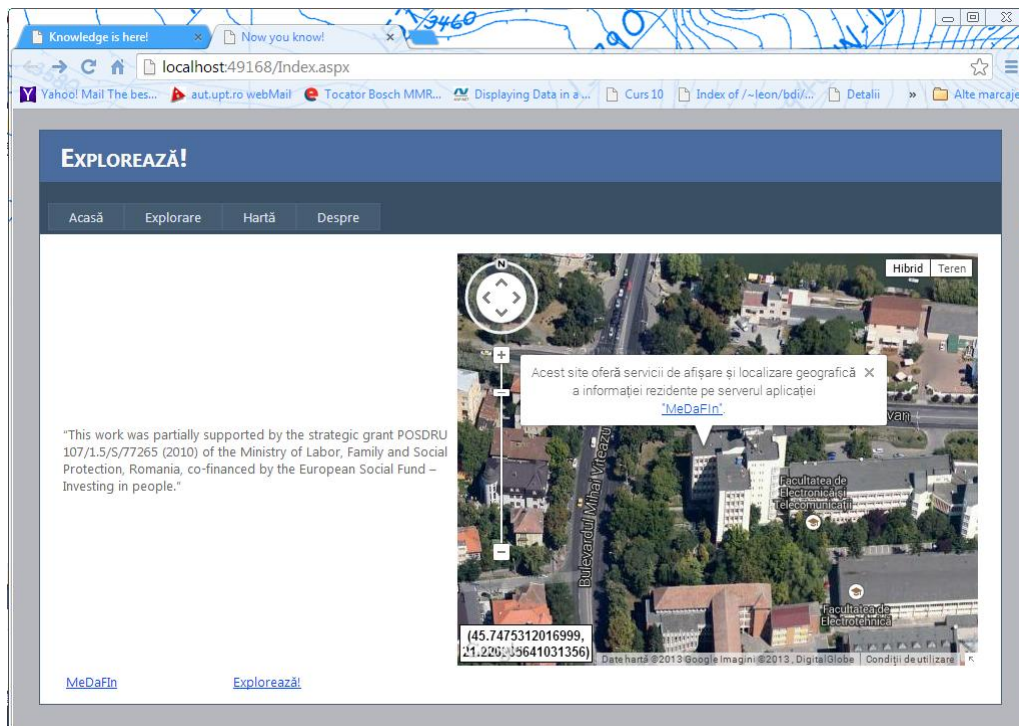 3460
Knowledge is here!
Now you know!
localhost:49168/Index.aspx
Yahoo! Mail The bes...
aut.upt.ro webMail
Tocator Bosch MMR...
Displaying Data in a ...
Curs 10
Index of /~leon/bdi/...
Detalii
»
Alte marcaje
EXPLOREAZĂ!
Acasă
Explorare
Hartă
Despre
"This work was partially supported by the strategic grant POSDRU
107/1.5/S/77265 (2010) of the Ministry of Labor, Family and Social
Protection, Romania, co-financed by the European Social Fund –
Investing in people."
N
Hibrid
Teren
Acest site oferă servicii de afișare și localizare geografică
a informației rezidente pe serverul aplicației
"MeDaFIn".
van
Bulevardul Mihai Viteazu
Facultatea de
Electronică și
Telecomunicații
Facultatea de
Electrotehnică
(45.7475312016999,
Date hartă ©2013 Google Imagini ©2013 , DigitalGlobe
Condiții de utilizare
MeDaFIn
Explorează!